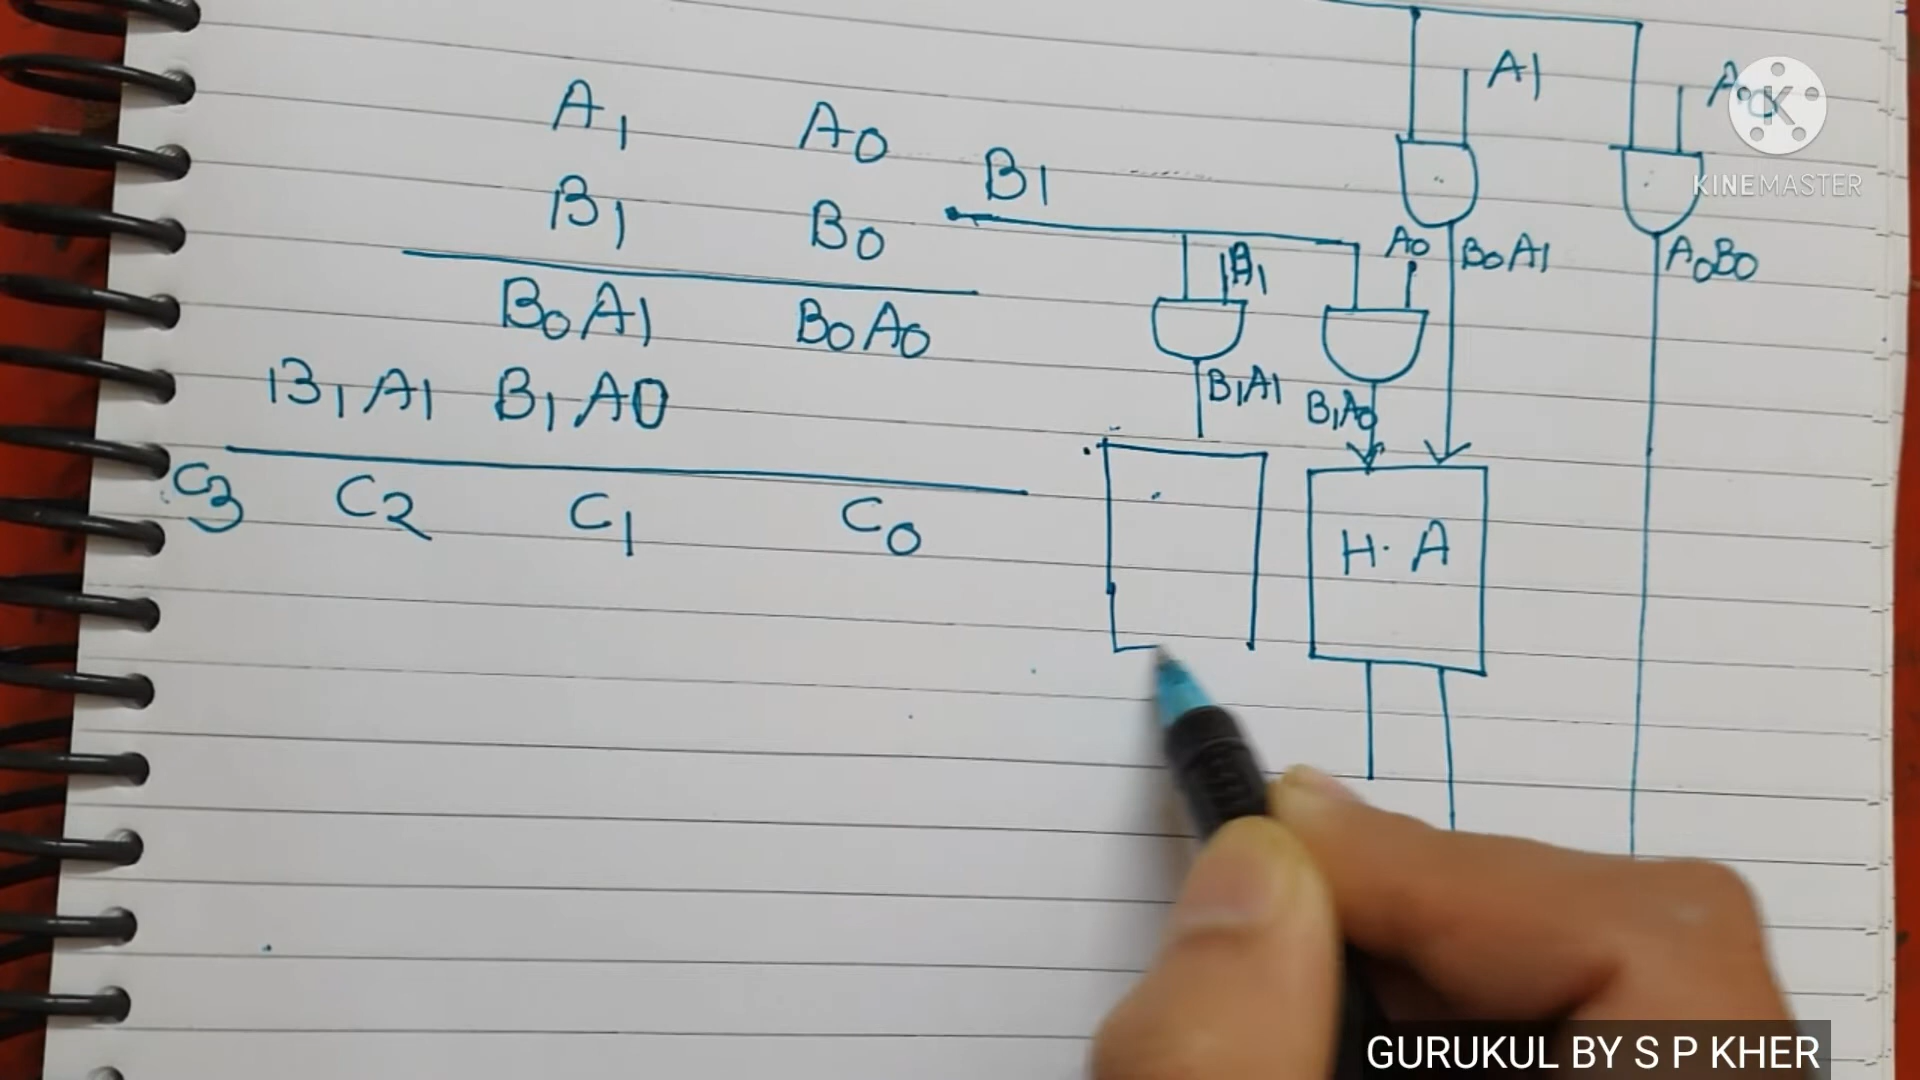 A1 A0
B1 B0
B0A1 B0A0
B1A1 B1A0
C3 C2 C1 C0
B1
A1
A0
A1
A0
B0A1
A0B0
B1A1
B1A0
H.A
K
KINEMASTER
GURUKUL BY S P KHER